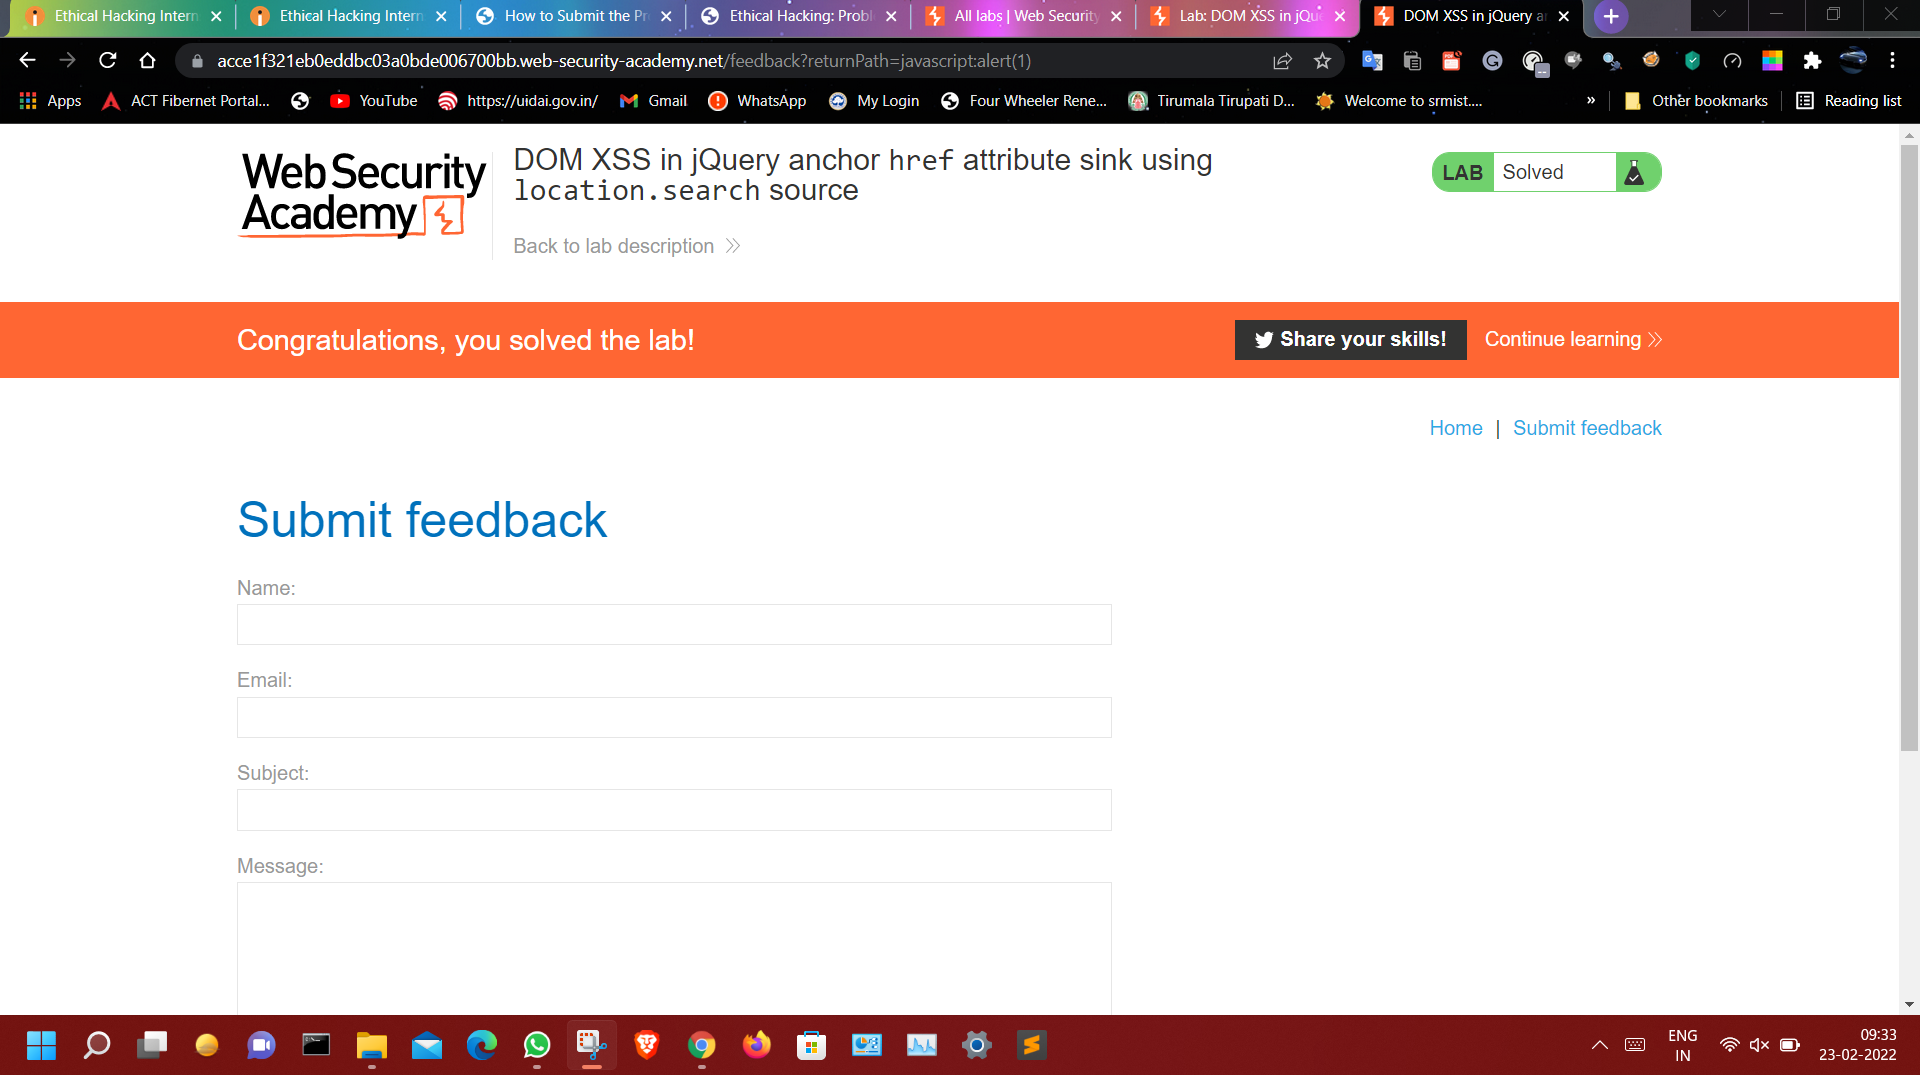 Ethical Hacking Intern
Ethical Hacking Intern
How to Submit the Pr
Ethical Hacking: Probl
All labs | Web Security
Lab: DOM XSS in jQue
DOM XSS in jQuery a
acce1f321eb0eddbc03a0bde006700bb.web-security-academy.net/feedback?returnPath=javascript:alert(1)
Apps
ACT Fibernet Portal...
YouTube
https://uidai.gov.in/
Gmail
WhatsApp
My Login
Four Wheeler Rene...
Tirumala Tirupati D...
Welcome to srmist....
»
Other bookmarks
Reading list
Web Security
Academy
DOM XSS in jQuery anchor href attribute sink using
location.search source
Back to lab description
LAB Solved
Congratulations, you solved the lab!
Share your skills!
Continue learning
Home | Submit feedback
Submit feedback
Name:
Email:
Subject:
Message:
ENG
IN
09:33
23-02-2022